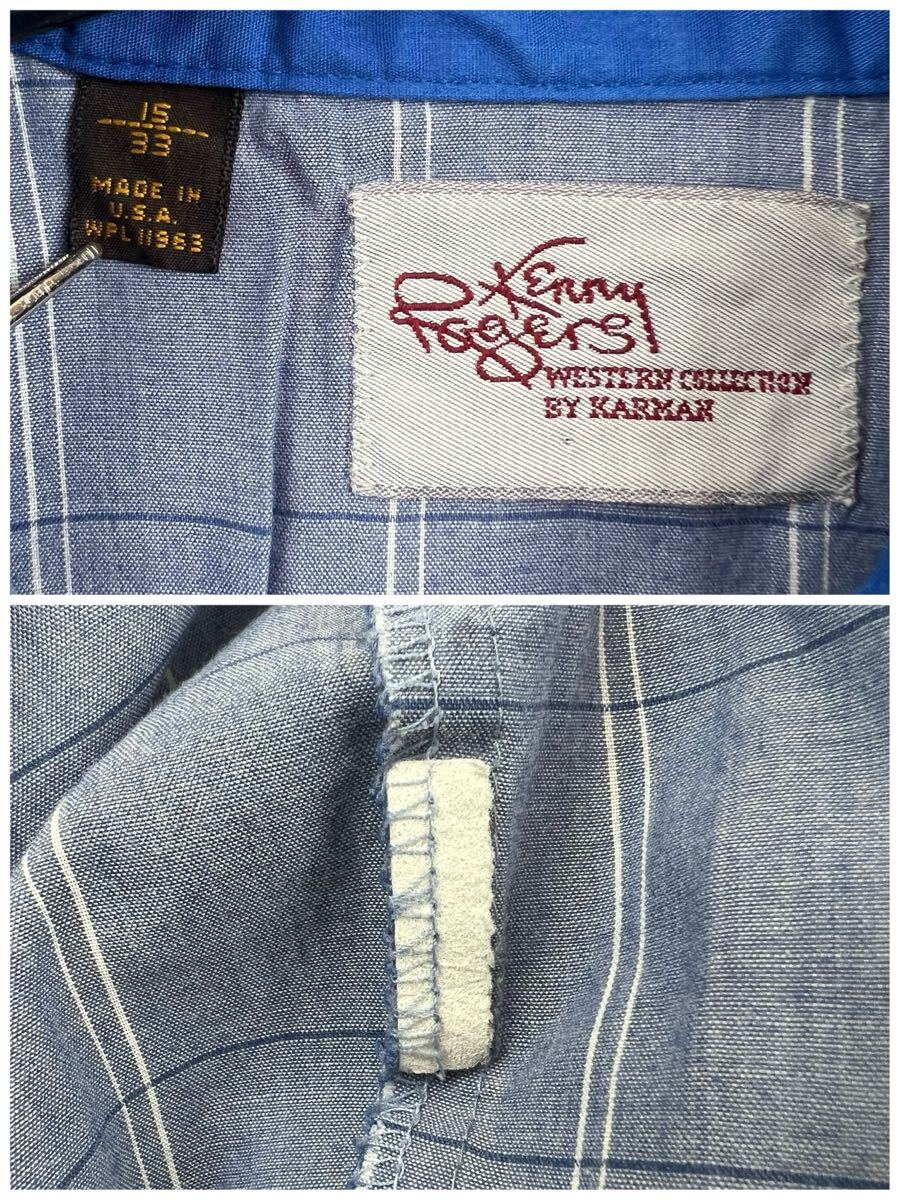 15
33
MADE IN
U.S.A.
WPL 11963
Kenny
Rogers
WESTERN COLLECTION
BY KARMAN